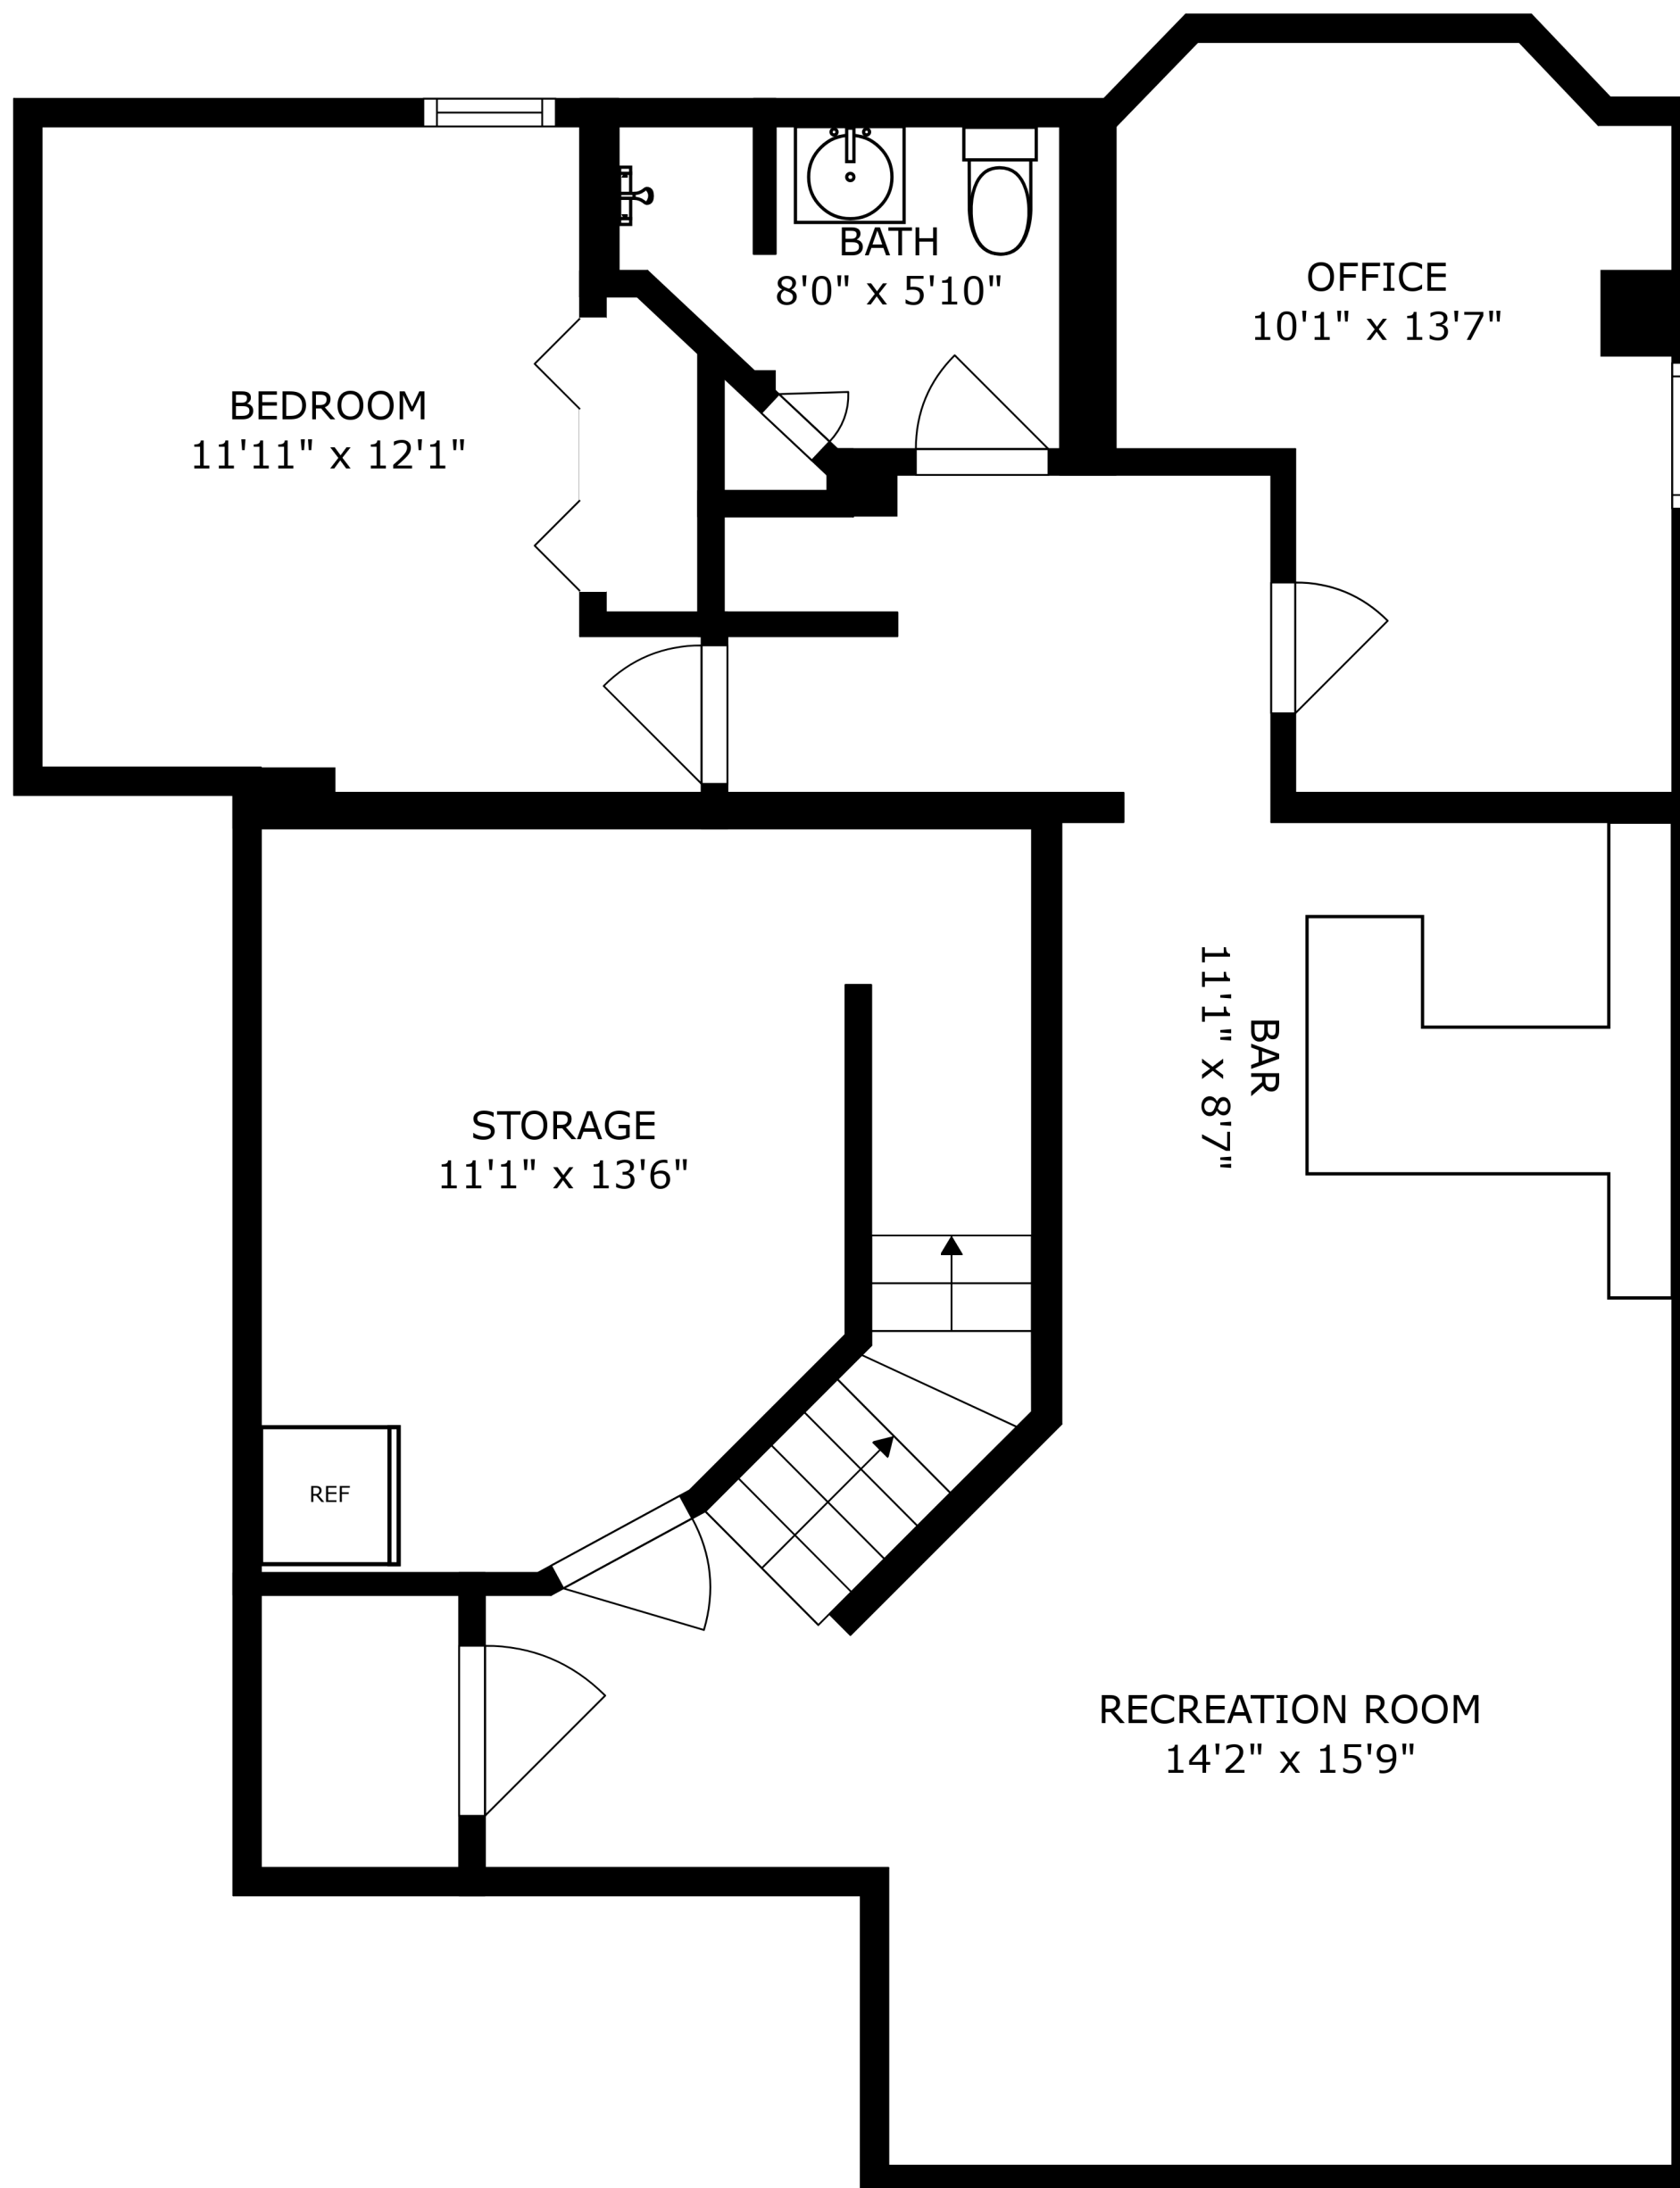 BATH
8'0" x 5'10"
OFFICE
10'1" x 13'7"
BEDROOM
11'11" x 12'1"
BAR
11'1" x 8'7"
STORAGE
11'1" x 13'6"
REF
RECREATION ROOM
14'2" x 15'9"